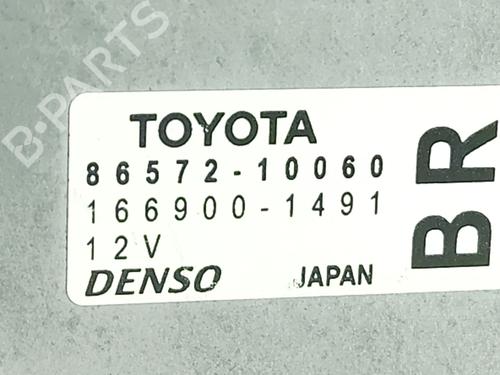 B-PARTS
TOYOTA
86572-10060
166900-1491
12V
DENSO JAPAN
BR